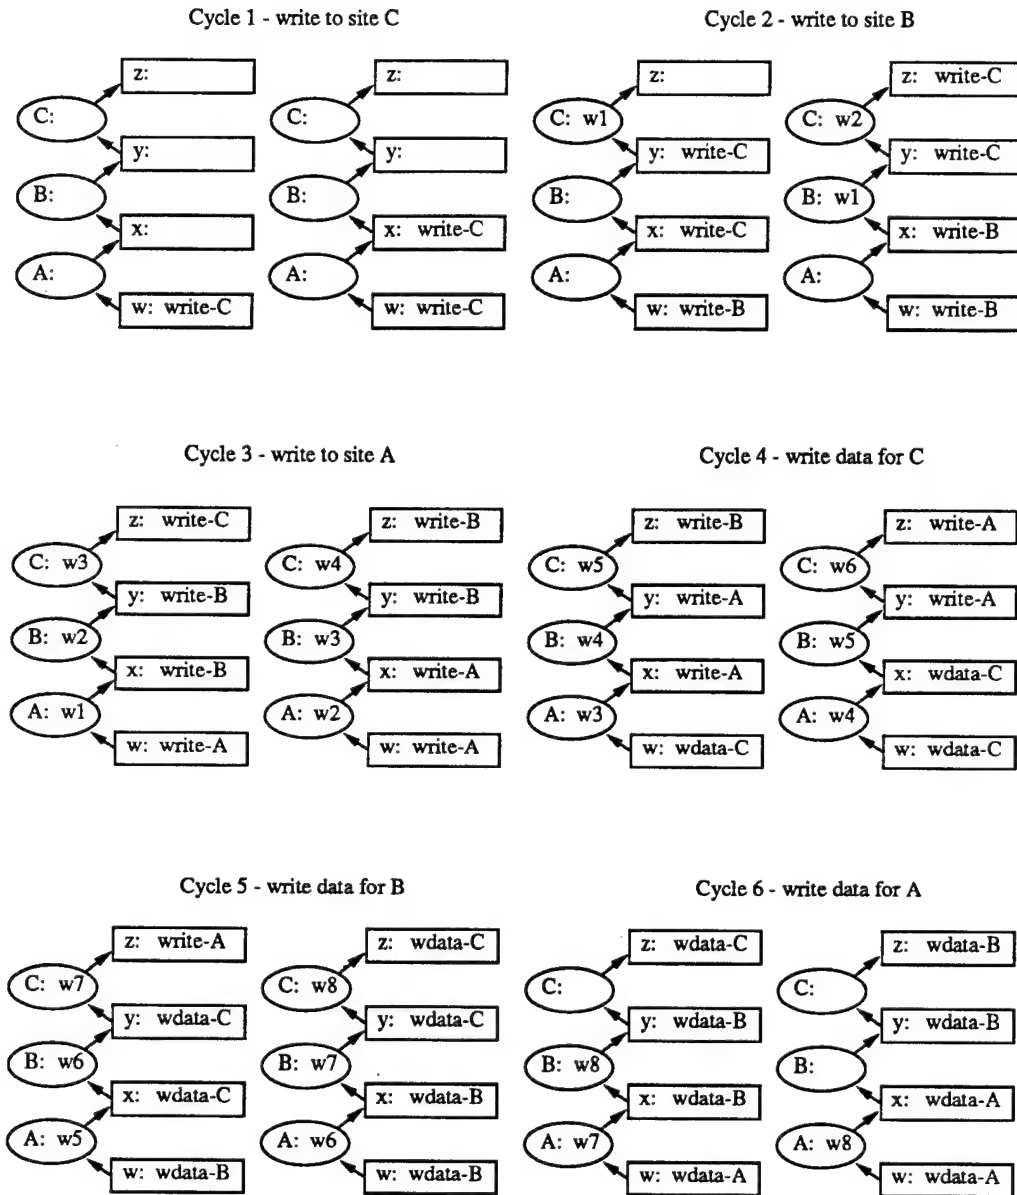 Cycle 1 - write to site C
Cycle 2 - write to site B
z:
z:
z:
z: write-C
C:
C:
C: w1
C: w2
y:
y:
y: write-C
y: write-C
B:
B:
B:
B: w1
x:
x: write-C
x: write-C
x: write-B
A:
A:
A:
A:
w: write-C
w: write-C
w: write-B
w: write-B
Cycle 3 - write to site A
Cycle 4 - write data for C
z: write-C
z: write-B
z: write-B
z: write-A
C: w3
C: w4
C: w5
C: w6
y: write-B
y: write-B
y: write-A
y: write-A
B: w2
B: w3
B: w4
B: w5
x: write-B
x: write-A
x: write-A
x: wdata-C
A: w1
A: w2
A: w3
A: w4
w: write-A
w: write-A
w: wdata-C
w: wdata-C
Cycle 5 - write data for B
Cycle 6 - write data for A
z: write-A
z: wdata-C
z: wdata-C
z: wdata-B
C: w7
C: w8
C:
C:
y: wdata-C
y: wdata-C
y: wdata-B
y: wdata-B
B: w6
B: w7
B: w8
B:
x: wdata-C
x: wdata-B
x: wdata-B
x: wdata-A
A: w5
A: w6
A: w7
A: w8
w: wdata-B
w: wdata-B
w: wdata-A
w: wdata-A